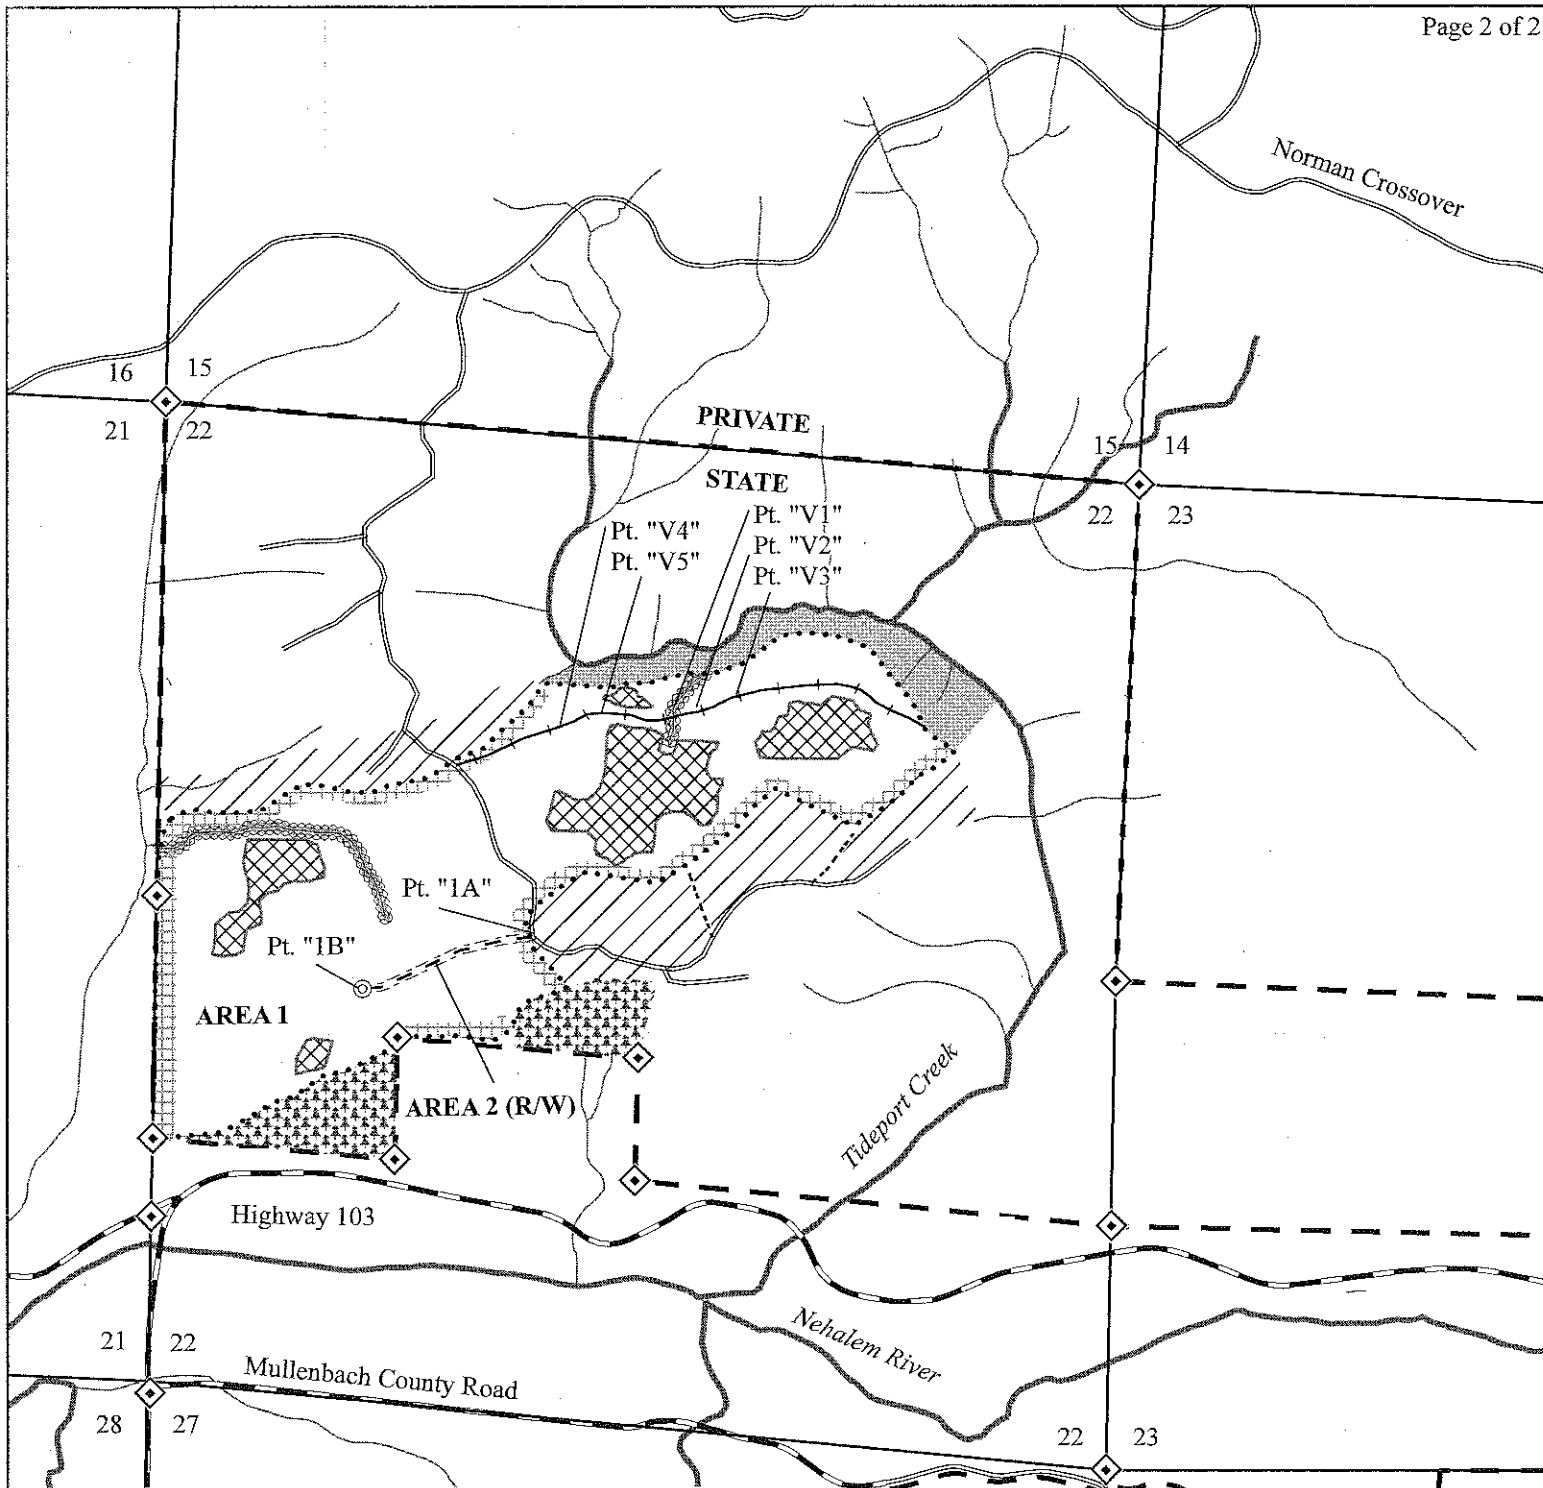 Page 2 of 2
Norman Crossover
16 15
21 22
PRIVATE
STATE
15 14
22 23
Pt. "V4"
Pt. "V5"
Pt. "V1"
Pt. "V2"
Pt. "V3"
Pt. "1A"
Pt. "1B"
AREA 1
AREA 2 (R/W)
Tideport Creek
Highway 103
Nehalem River
21 22
Mullenbach County Road
28 27
22 23